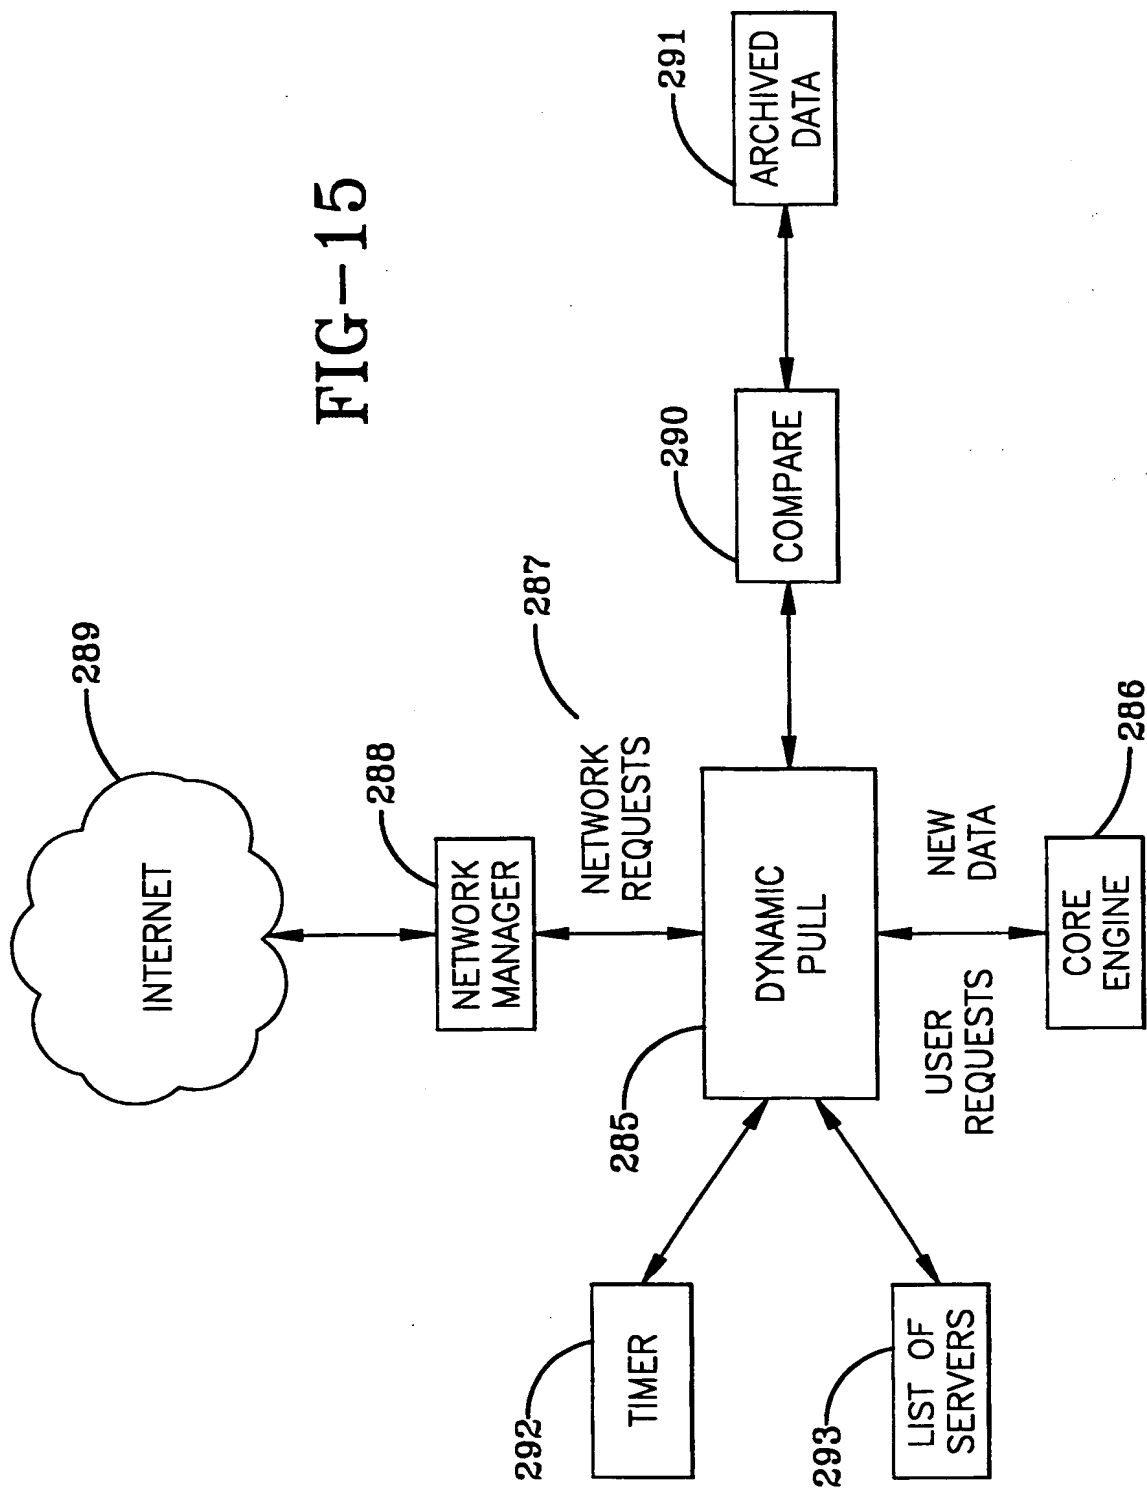 FIG-15
289
INTERNET
288
NETWORK
MANAGER
287
NETWORK
REQUESTS
285
DYNAMIC
PULL
290
COMPARE
291
ARCHIVED
DATA
292
TIMER
293
LIST OF
SERVERS
USER
REQUESTS
NEW
DATA
286
CORE
ENGINE